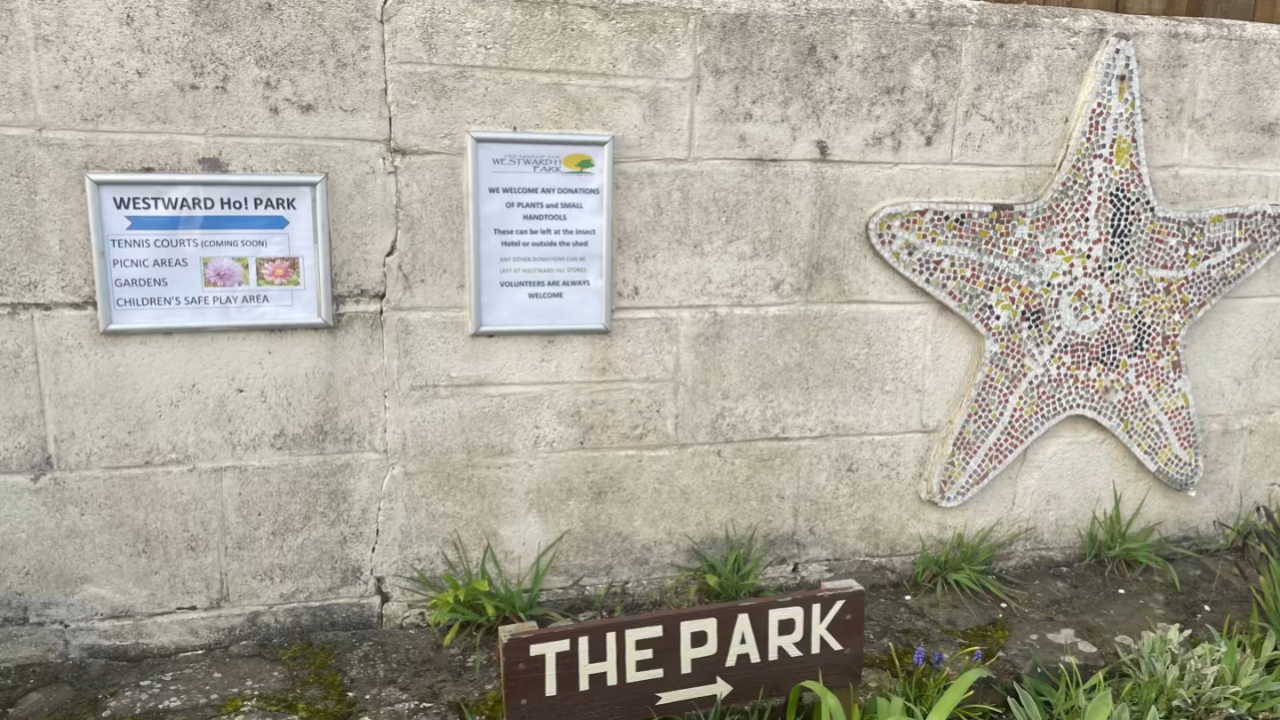 WESTWARD Ho! PARK
TENNIS COURTS (COMING SOON)
PICNIC AREAS
GARDENS
CHILDREN'S SAFE PLAY AREA
WESTWARD H
PARK
WE WELCOME ANY DONATIONS
OF PLANTS and SMALL
HANDTOOLS
These can be left at the Insect
Hotel or outside the shed
ANY OTHER DONATIONS CAN BE
LEFT AT WESTWARD Ho! STORES
VOLUNTEERS ARE ALWAYS
WELCOME
THE PARK